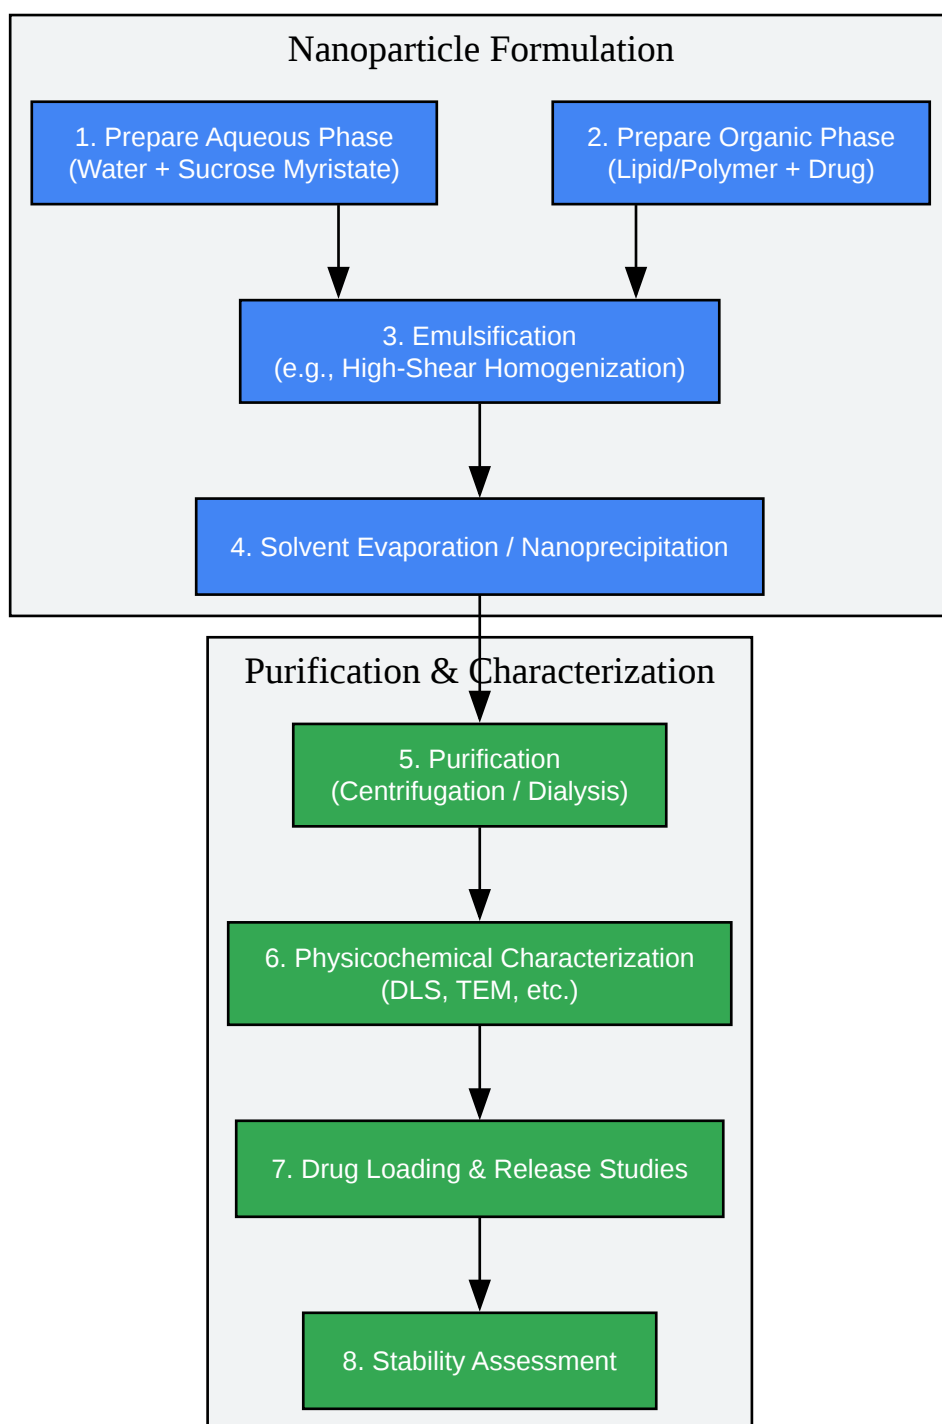 Nanoparticle Formulation
1. Prepare Aqueous Phase
(Water + Sucrose Myristate)
2. Prepare Organic Phase
(Lipid/Polymer + Drug)
3. Emulsification
(e.g., High-Shear Homogenization)
4. Solvent Evaporation / Nanoprecipitation
Purification & Characterization
5. Purification
(Centrifugation / Dialysis)
6. Physicochemical Characterization
(DLS, TEM, etc.)
7. Drug Loading & Release Studies
8. Stability Assessment